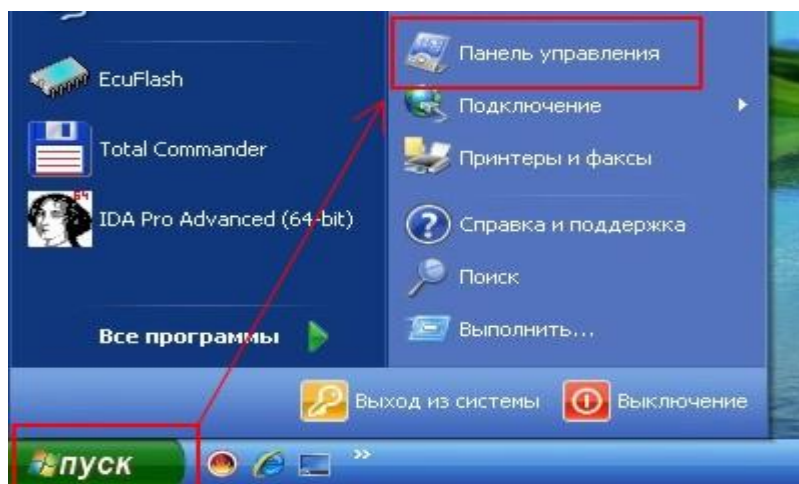 EcuFlash
Total Commander
64
IDA Pro Advanced (64-bit)
Все программы
Панель управления
Подключение
Принтеры и факсы
Справка и поддержка
Поиск
Выполнить...
Выход из системы
Выключение
пуск
»